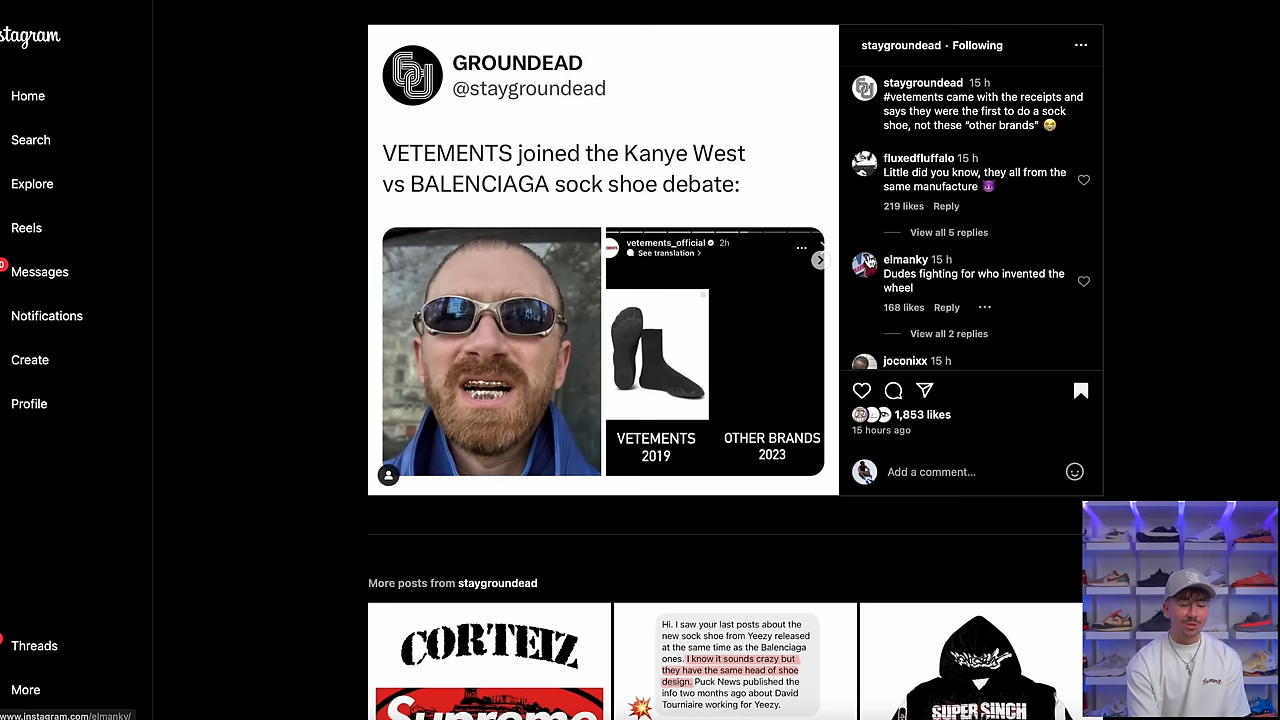 stagram
Home
Search
Explore
Reels
0
Messages
Notifications
Create
Profile
Threads
More
www.instagram.com/elmanky/
GROUNDEAD
@staygroundead
VETEMENTS joined the Kanye West
vs BALENCIAGA sock shoe debate:
vetements_official 2h
See translation >
VETEMENTS
2019
OTHER BRANDS
2023
staygroundead • Following
staygroundead 15 h
#vetements came with the receipts and
says they were the first to do a sock
shoe, not these "other brands" 😝
fluxedfluffalo 15 h
Little did you know, they all from the
same manufacture 😈
219 likes Reply
View all 5 replies
elmanky 15 h
Dudes fighting for who invented the
wheel
168 likes Reply
View all 2 replies
joconixx 15 h
1,853 likes
15 hours ago
Add a comment...
More posts from staygroundead
CORTEIZ
Supreme
Hi. I saw your last posts about the
new sock shoe from Yeezy released
at the same time as the Balenciaga
ones. I know it sounds crazy but
they have the same head of shoe
design. Puck News published the
info two months ago about David
Tourniaire working for Yeezy.
SUPER SINCH